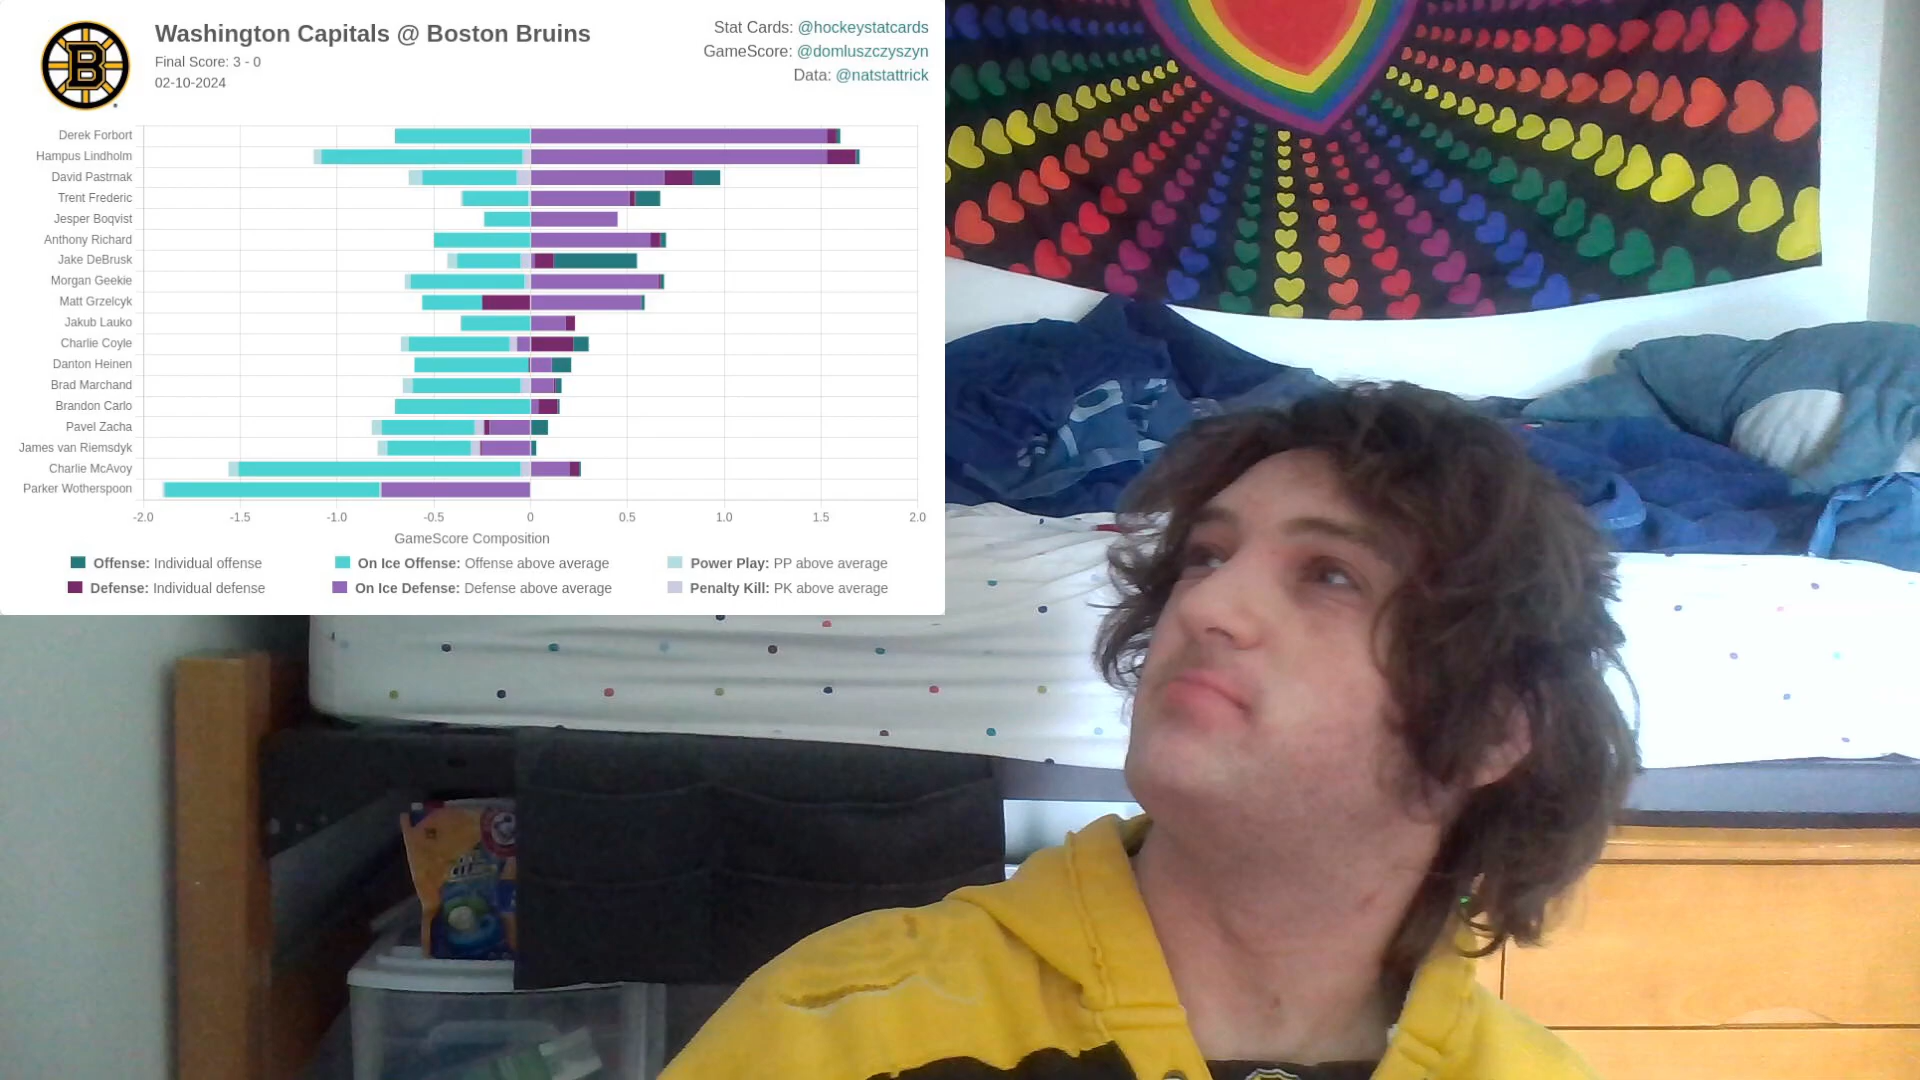 Washington Capitals @ Boston Bruins
Final Score: 3 - 0
02-10-2024
Stat Cards: @hockeystatcards
GameScore: @domluszczyszyn
Data: @natstattrick
B
Derek Forbort
Hampus Lindholm
David Pastrnak
Trent Frederic
Jesper Boqvist
Anthony Richard
Jake DeBrusk
Morgan Geekie
Matt Grzelcyk
Jakub Lauko
Charlie Coyle
Danton Heinen
Brad Marchand
Brandon Carlo
Pavel Zacha
James van Riemsdyk
Charlie McAvoy
Parker Wotherspoon
-2.0 -1.5 -1.0 -0.5 0 0.5 1.0 1.5 2.0
GameScore Composition
Offense: Individual offense On Ice Offense: Offense above average Power Play: PP above average
Defense: Individual defense On Ice Defense: Defense above average Penalty Kill: PK above average